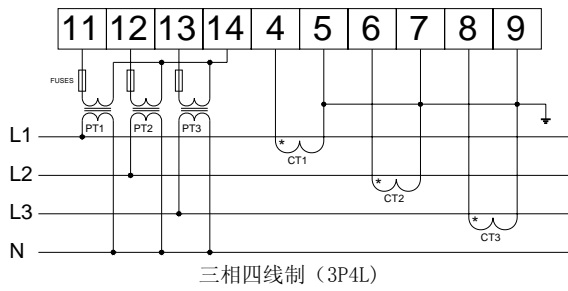 11 12 13 14 4 5 6 7 8 9
FUSES
PT1 PT2 PT3
L1
* CT1
L2
* CT2
L3
* CT3
N
三相四线制（3P4L)